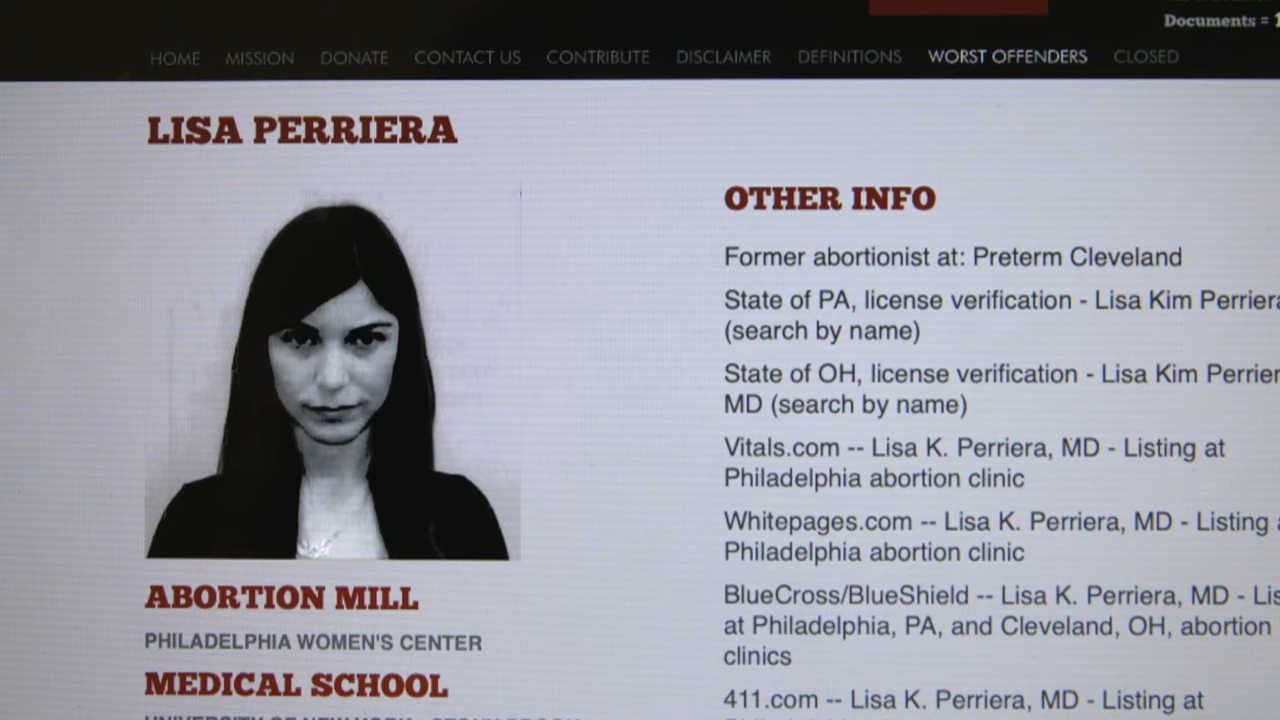 Documents =
HOME MISSION DONATE CONTACT US CONTRIBUTE DISCLAIMER DEFINITIONS WORST OFFENDERS CLOSED
LISA PERRIERA
ABORTION MILL
PHILADELPHIA WOMEN'S CENTER
MEDICAL SCHOOL
OTHER INFO
Former abortionist at: Preterm Cleveland
State of PA, license verification - Lisa Kim Perriera
(search by name)
State of OH, license verification - Lisa Kim Perrier
MD (search by name)
Vitals.com -- Lisa K. Perriera, MD - Listing at
Philadelphia abortion clinic
Whitepages.com -- Lisa K. Perriera, MD - Listing
Philadelphia abortion clinic
BlueCross/BlueShield -- Lisa K. Perriera, MD - Lis
at Philadelphia, PA, and Cleveland, OH, abortion
clinics
411.com -- Lisa K. Perriera, MD - Listing at